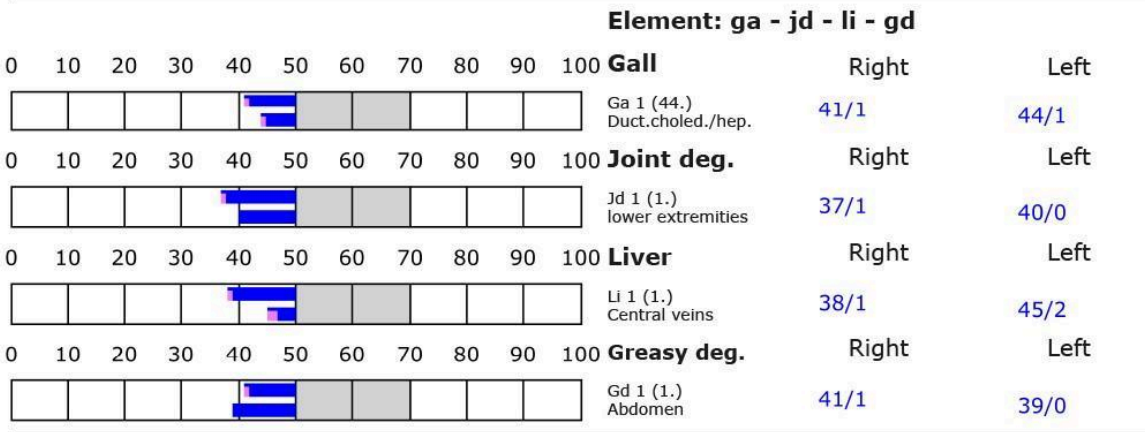 Element: ga - jd - li - gd
0 10 20 30 40 50 60 70 80 90 100 Gall Right Left
Ga 1 (44.) 41/1 44/1
Duct.choled./hep.
0 10 20 30 40 50 60 70 80 90 100 Joint deg. Right Left
Jd 1 (1.) 37/1 40/0
lower extremities
0 10 20 30 40 50 60 70 80 90 100 Liver Right Left
Li 1 (1.) 38/1 45/2
Central veins
0 10 20 30 40 50 60 70 80 90 100 Greasy deg. Right Left
Gd 1 (1.) 41/1 39/0
Abdomen